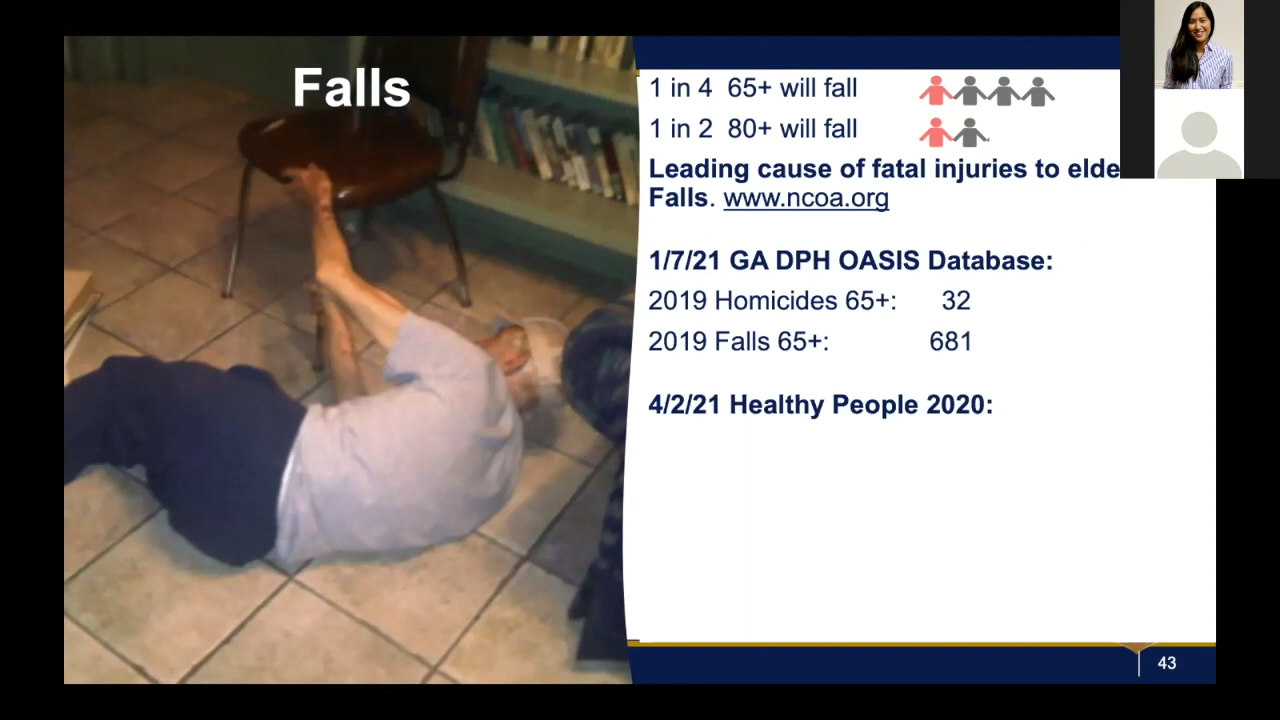 Falls
1 in 4 65+ will fall
1 in 2 80+ will fall
Leading cause of fatal injuries to
Falls. www.ncoa.org
1/7/21 GA DPH OASIS Database:
2019 Homicides 65+: 32
2019 Falls 65+: 681
4/2/21 Healthy People 2020:
43